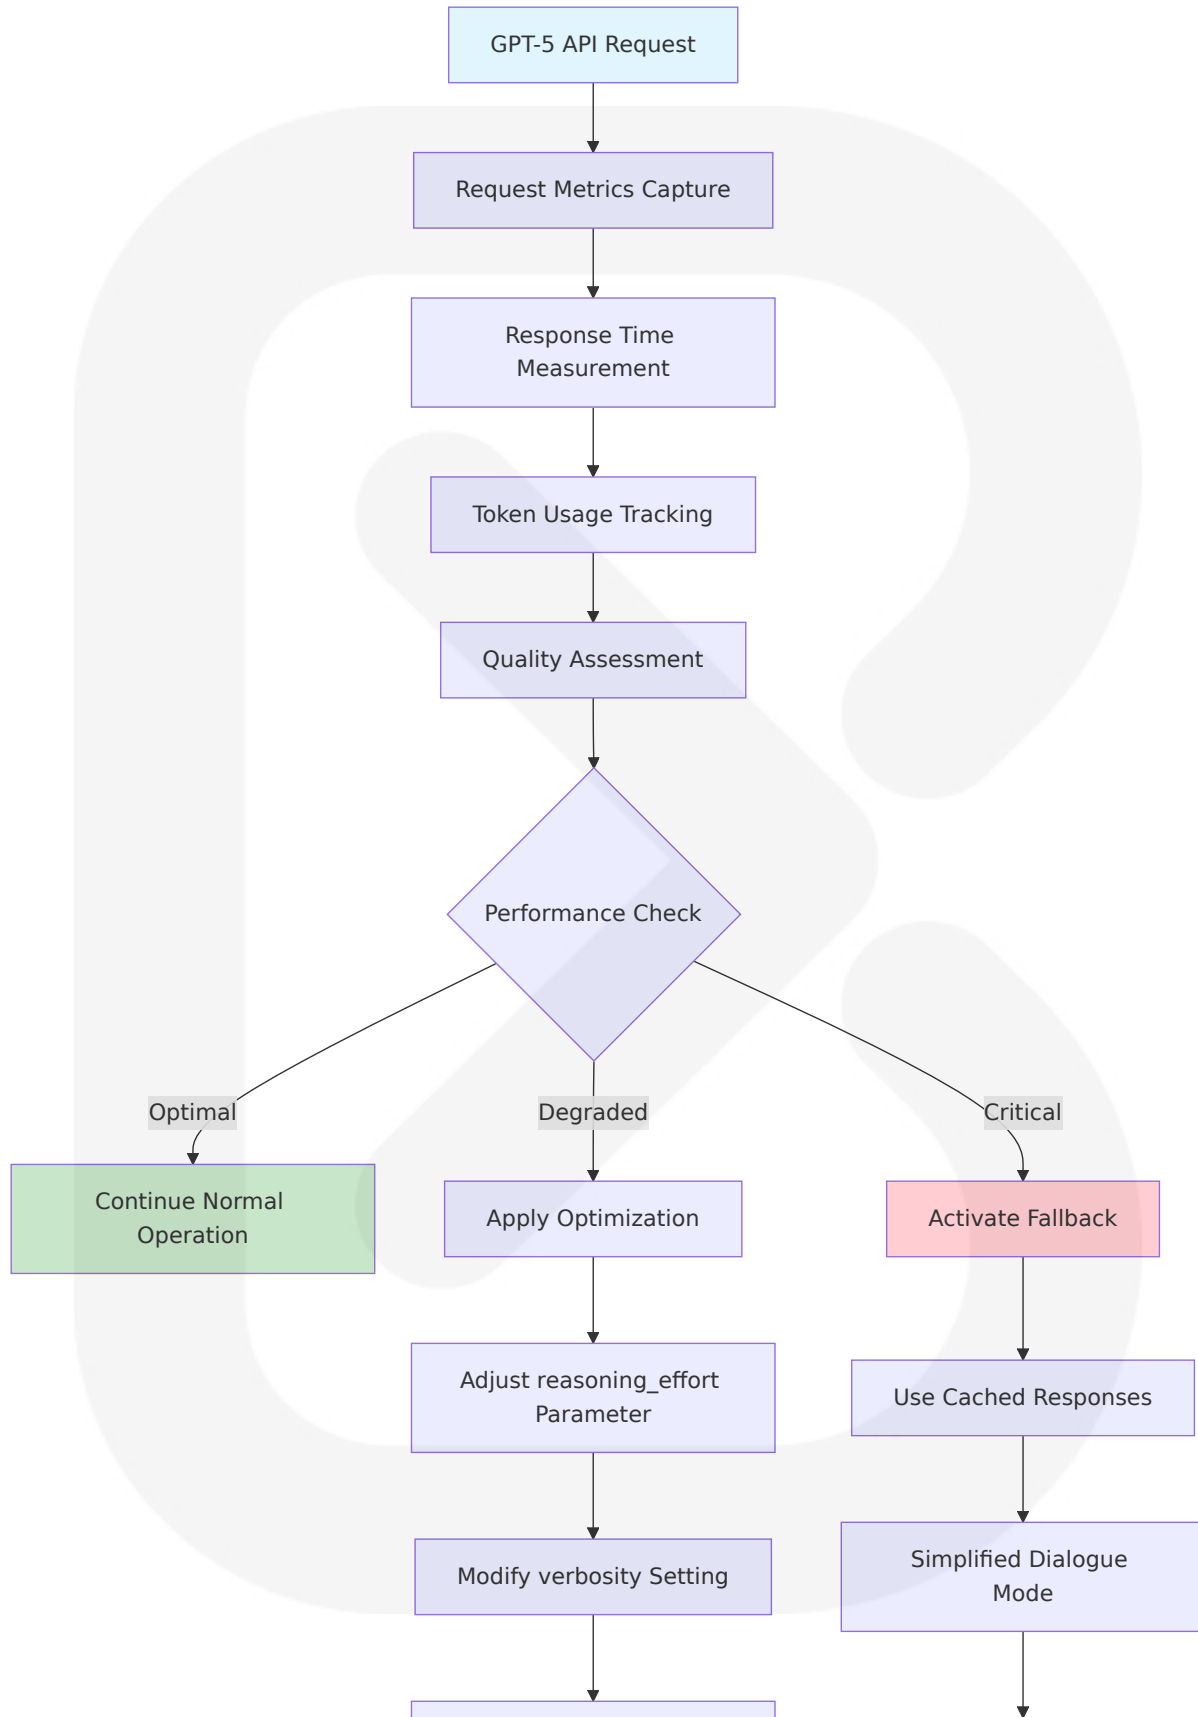 GPT-5 API Request
Request Metrics Capture
Response Time
Measurement
Token Usage Tracking
Quality Assessment
Performance Check
Optimal
Degraded
Critical
Continue Normal
Operation
Apply Optimization
Activate Fallback
Adjust reasoning_effort
Parameter
Use Cached Responses
Modify verbosity Setting
Simplified Dialogue
Mode